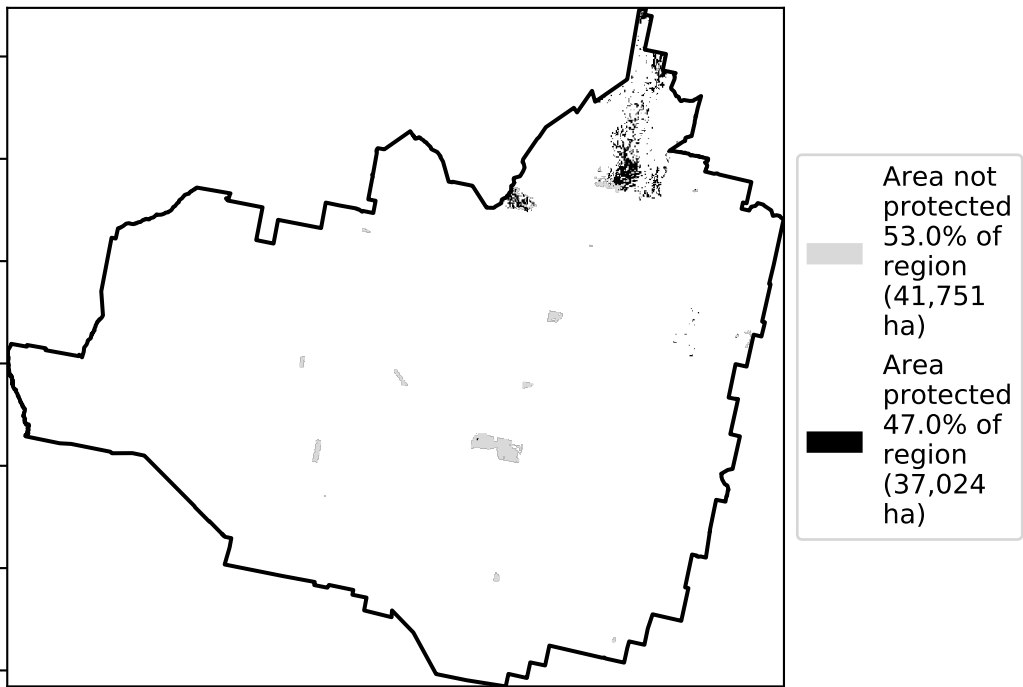 Area not
protected
53.0% of
region
(41,751
ha)
Area
protected
47.0% of
region
(37,024
ha)